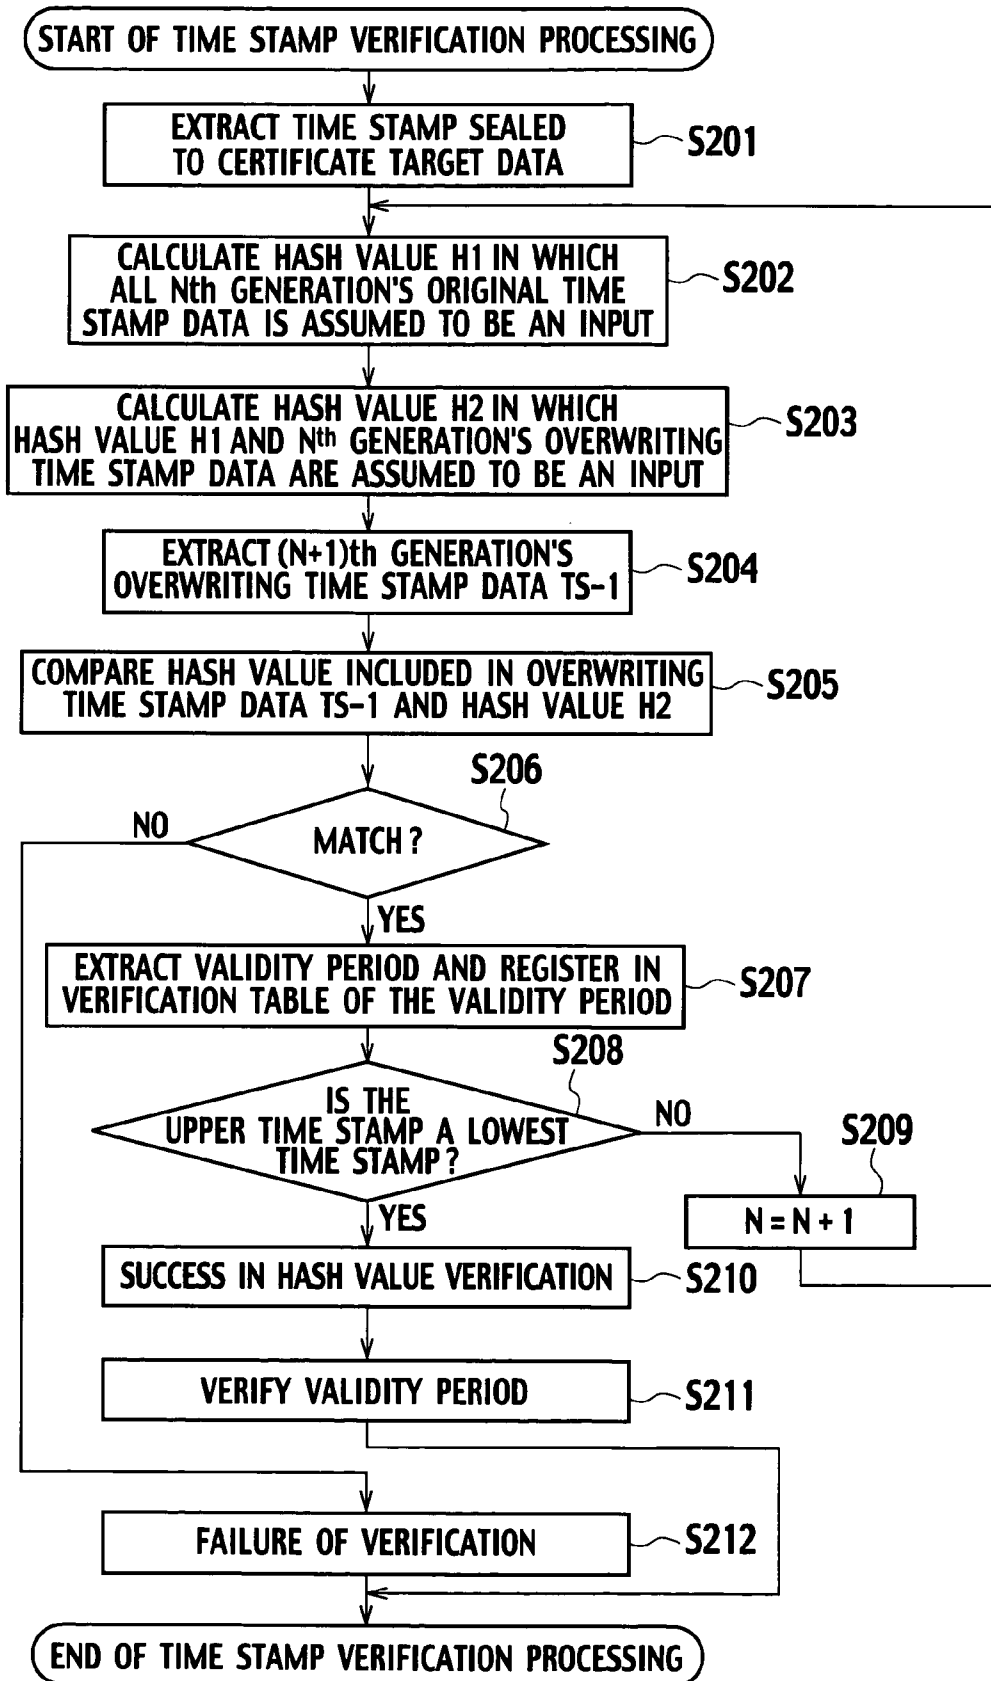 START OF TIME STAMP VERIFICATION PROCESSING
EXTRACT TIME STAMP SEALED
TO CERTIFICATE TARGET DATA
S201
CALCULATE HASH VALUE H1 IN WHICH
ALL Nth GENERATION'S ORIGINAL TIME
STAMP DATA IS ASSUMED TO BE AN INPUT
S202
CALCULATE HASH VALUE H2 IN WHICH
HASH VALUE H1 AND Nth GENERATION'S OVERWRITING
TIME STAMP DATA ARE ASSUMED TO BE AN INPUT
S203
EXTRACT (N+1)th GENERATION'S
OVERWRITING TIME STAMP DATA TS-1
S204
COMPARE HASH VALUE INCLUDED IN OVERWRITING
TIME STAMP DATA TS-1 AND HASH VALUE H2
S205
S206
NO
MATCH?
YES
EXTRACT VALIDITY PERIOD AND REGISTER IN
VERIFICATION TABLE OF THE VALIDITY PERIOD
S207
S208
IS THE
UPPER TIME STAMP A LOWEST
TIME STAMP?
NO
S209
YES
N=N+1
SUCCESS IN HASH VALUE VERIFICATION
S210
VERIFY VALIDITY PERIOD
S211
FAILURE OF VERIFICATION
S212
END OF TIME STAMP VERIFICATION PROCESSING